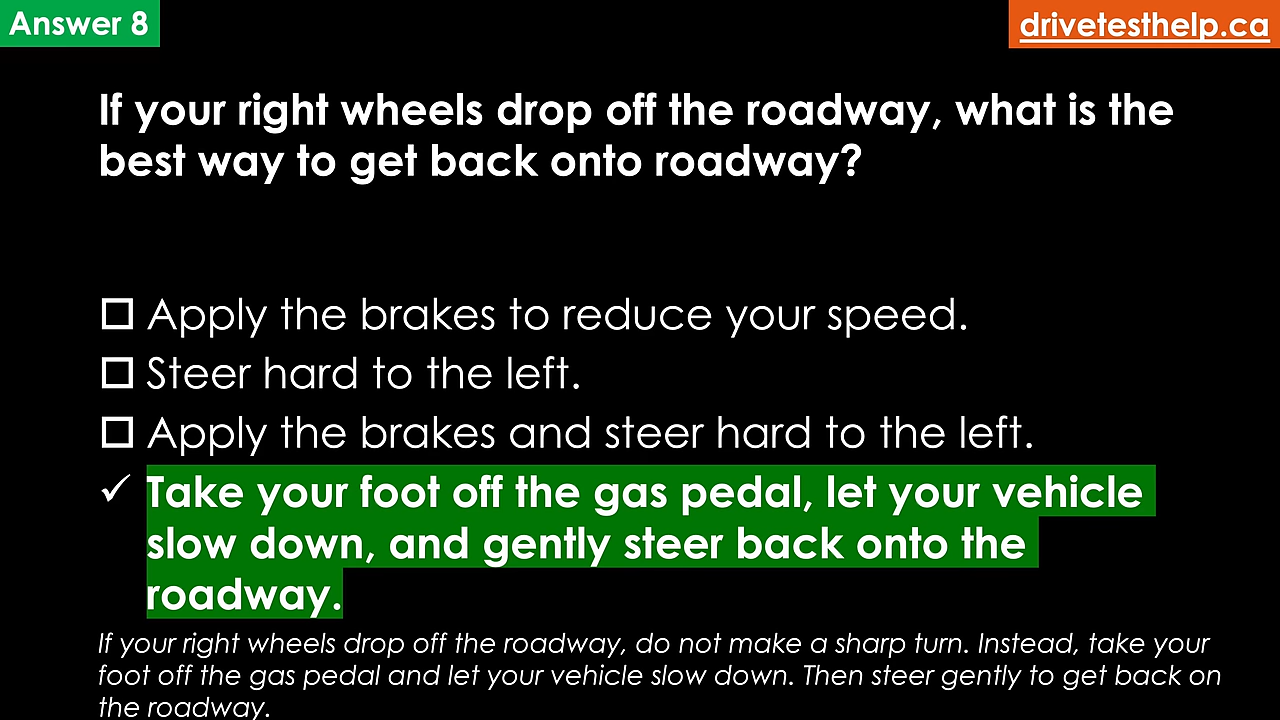 Answer 8
drivetesthelp.ca
If your right wheels drop off the roadway, what is the
best way to get back onto roadway?
Apply the brakes to reduce your speed.
Steer hard to the left.
Apply the brakes and steer hard to the left.
Take your foot off the gas pedal, let your vehicle
slow down, and gently steer back onto the
roadway.
If your right wheels drop off the roadway, do not make a sharp turn. Instead, take your
foot off the gas pedal and let your vehicle slow down. Then steer gently to get back on
the roadway.